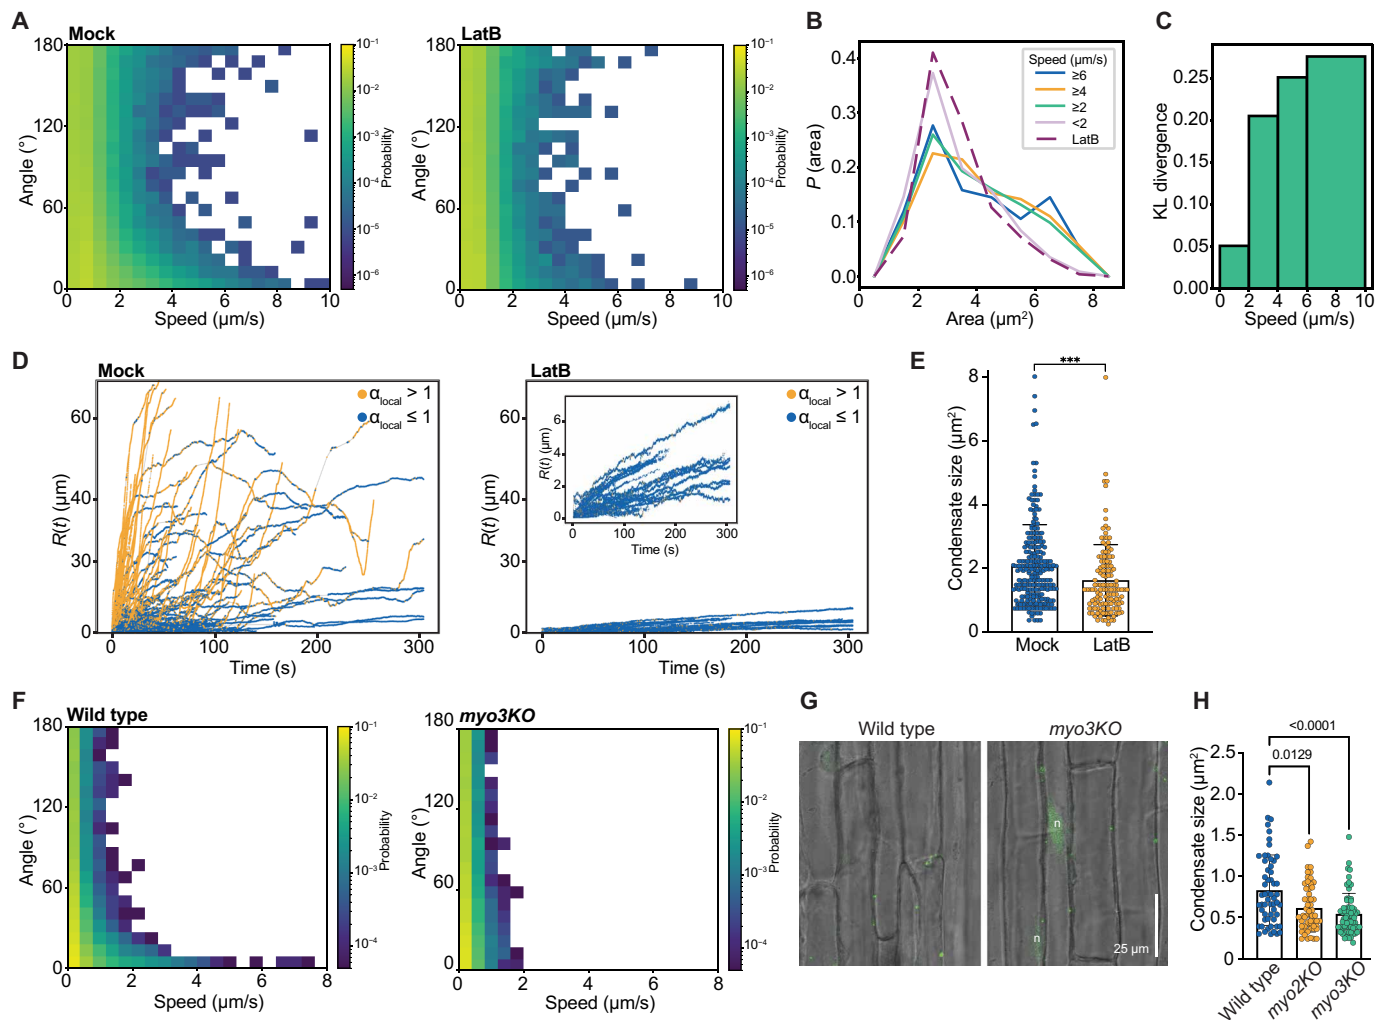 A
Mock
180
120
60
0
Angle (°)
0 2 4 6 8 10
Speed (µm/s)
10⁻¹
10⁻²
10⁻³
10⁻⁴
10⁻⁵
10⁻⁶
Probability
LatB
180
120
60
0
Angle (°)
0 2 4 6 8 10
Speed (µm/s)
10⁻¹
10⁻²
10⁻³
10⁻⁴
10⁻⁵
10⁻⁶
Probability
B
0.4
0.3
0.2
0.1
0.0
P (area)
0 2 4 6 8
Area (µm²)
Speed (µm/s)
≥6
≥4
≥2
<2
LatB
C
0.25
0.20
0.15
0.10
0.05
0.00
KL divergence
0 2 4 6 10
Speed (µm/s)
D
Mock
α local > 1
α local ≤ 1
60
40
30
0
R(t) (µm)
0 100 200 300
Time (s)
LatB
α local > 1
α local ≤ 1
60
40
30
0
R(t) (µm)
0 100 200 300
Time (s)
6
4
2
0
R(t) (µm)
0 100 200 300
Time (s)
E
***
8
6
4
2
0
Condensate size (µm²)
Mock LatB
F
Wild type
180
120
60
0
Angle (°)
0 2 4 6 8
Speed (µm/s)
10⁻¹
10⁻²
10⁻³
10⁻⁴
Probability
myo3KO
180
120
60
0
Angle (°)
0 2 4 6 8
Speed (µm/s)
10⁻¹
10⁻²
10⁻³
10⁻⁴
Probability
G
Wild type
myo3KO
n
n
25 µm
H
<0.0001
0.0129
2.5
2.0
1.5
1.0
0.5
0
Condensate size (µm²)
Wild type
myo2KO
myo3KO